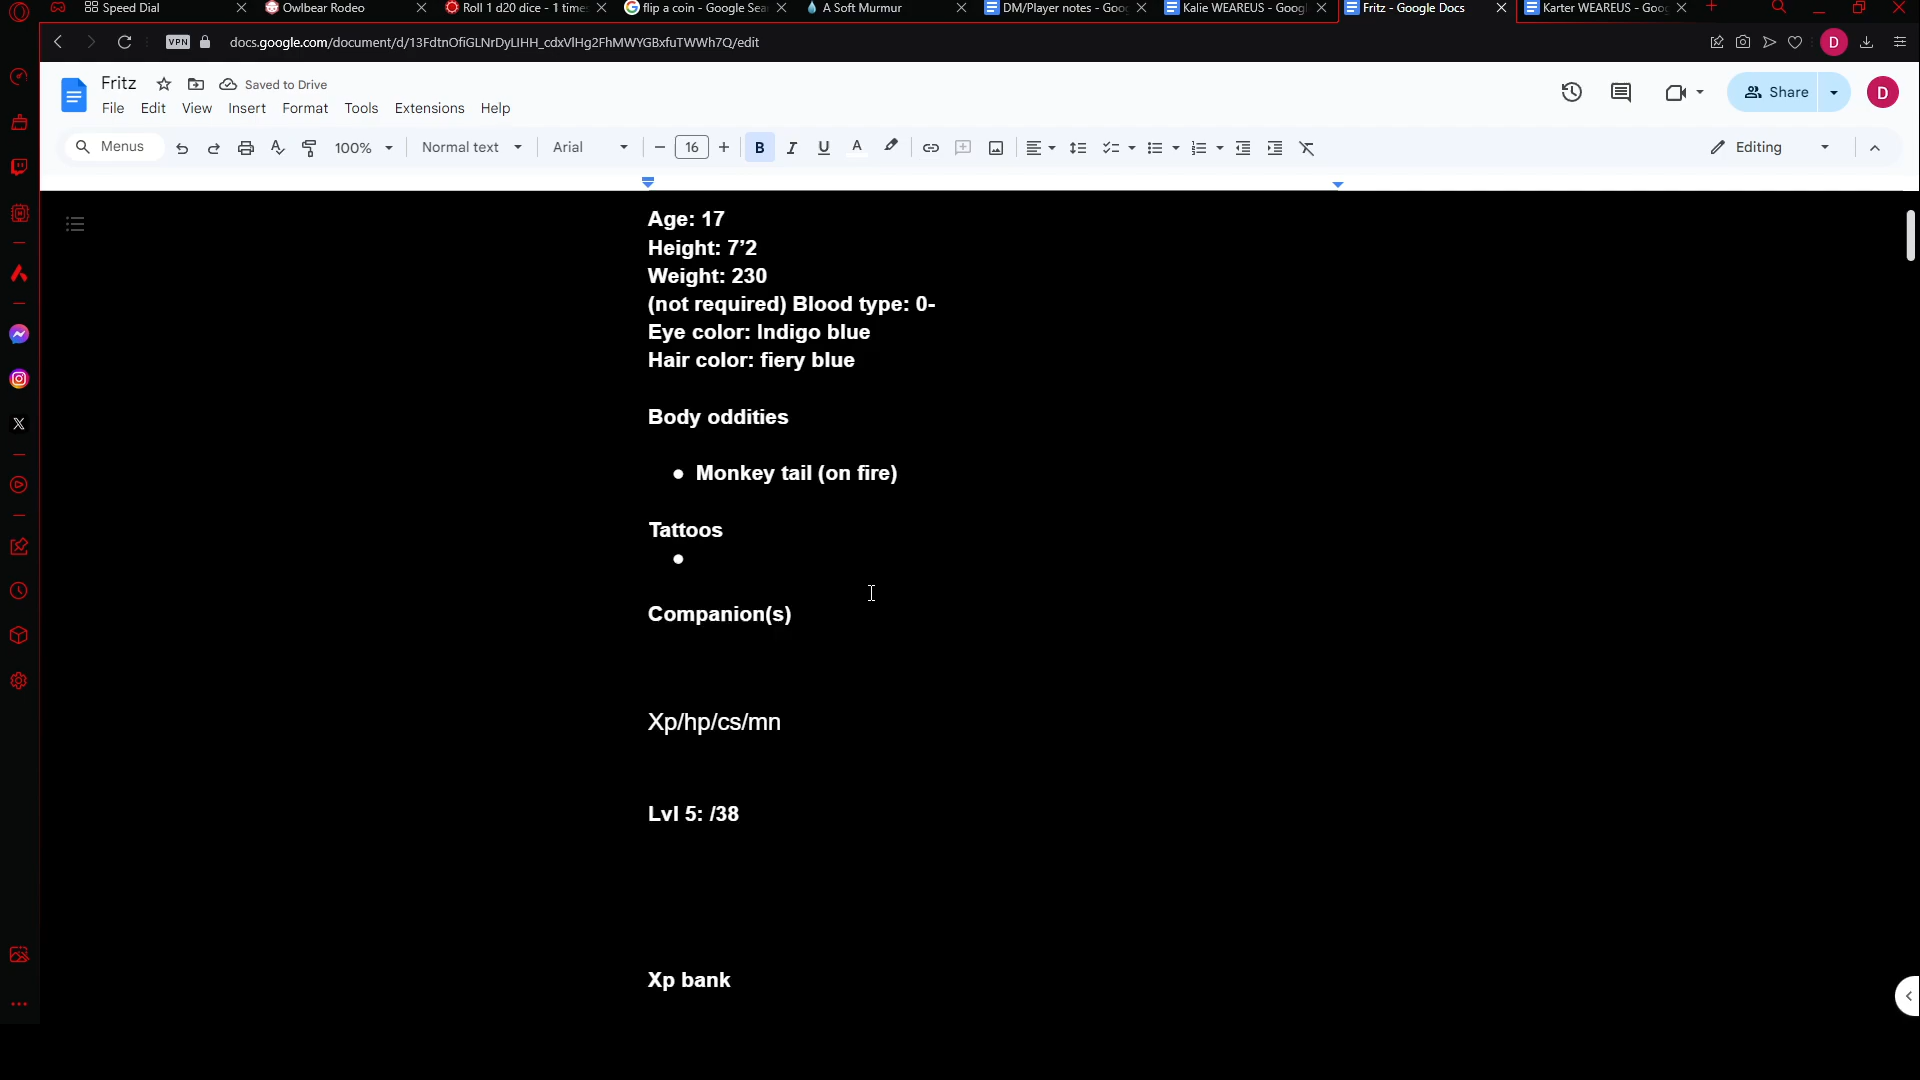 Speed Dial
Owlbear Rodeo
Roll 1 d20 dice - 1 time
flip a coin - Google Sea
A Soft Murmur
DM/Player notes - Goog
Kalie WEAREUS - Googl
Fritz - Google Docs
Karter WEAREUS - Goog
VPN
docs.google.com/document/d/13FdtnOfiGLNrDyLIHH_cdxVlHg2FhMWYGBxfuTWWh7Q/edit
D
Fritz
Saved to Drive
File Edit View Insert Format Tools Extensions Help
Share
D
Menus
100%
Normal text
Arial
16
B I U A
Editing
Age: 17
Height: 7’2
Weight: 230
(not required) Blood type: 0-
Eye color: Indigo blue
Hair color: fiery blue
Body oddities
● Monkey tail (on fire)
Tattoos
●
Companion(s)
Xp/hp/cs/mn
Lvl 5: /38
Xp bank